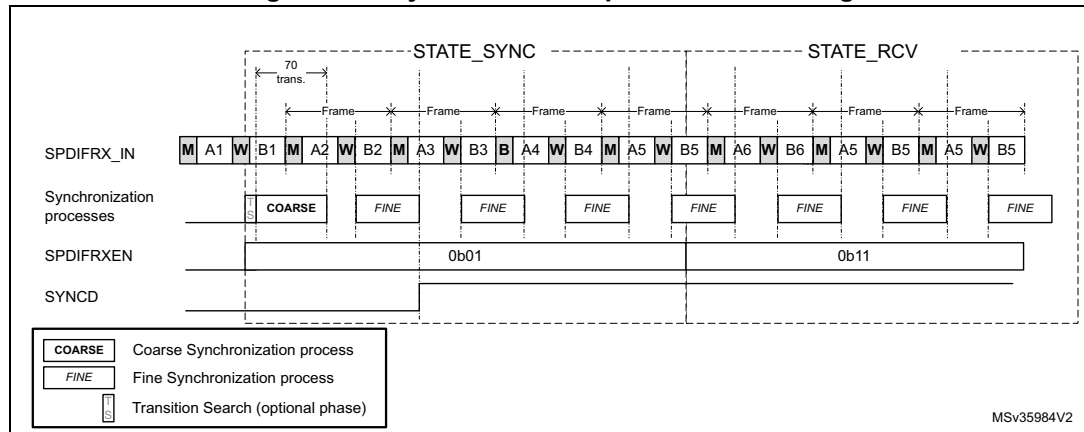 STATE_SYNC
STATE_RCV
70
trans.
Frame Frame Frame Frame Frame Frame Frame
SPDIFRX_IN M A1 W B1 M A2 W B2 M A3 W B3 B A4 W B4 M A5 W B5 M A6 W B6 M A5 W B5 M A5 W B5
Synchronization
processes
TS COARSE FINE FINE FINE FINE FINE FINE FINE
SPDIFRXEN 0b01 0b11
SYNCD
COARSE Coarse Synchronization process
FINE Fine Synchronization process
TS Transition Search (optional phase)
MSv35984V2